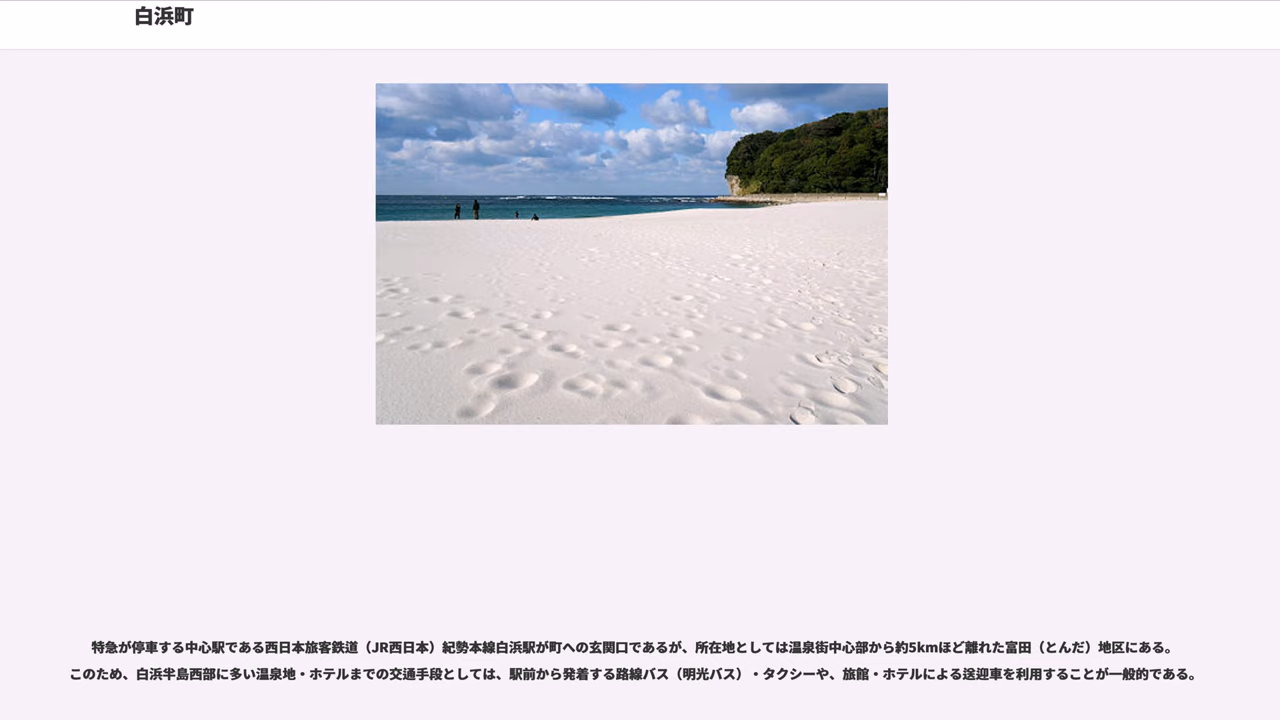 白浜町
特急が停車する中心駅である西日本旅客鉄道（JR西日本）紀勢本線白浜駅が町への玄関口であるが、所在地としては温泉街中心部から約5kmほど離れた富田（とんだ）地区にある。
このため、白浜半島西部に多い温泉地・ホテルまでの交通手段としては、駅前から発着する路線バス（明光バス）・タクシーや、旅館・ホテルによる送迎車を利用することが一般的である。